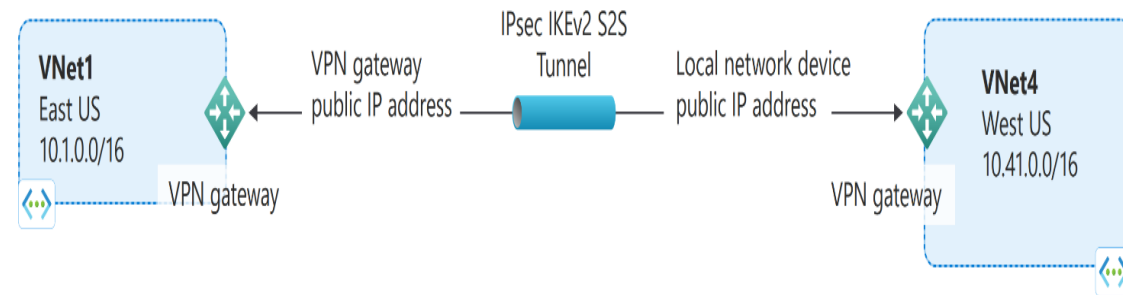 VNet1
East US
10.1.0.0/16
VPN gateway
VPN gateway
public IP address
IPsec IKEv2 S2S
Tunnel
Local network device
public IP address
VNet4
West US
10.41.0.0/16
VPN gateway